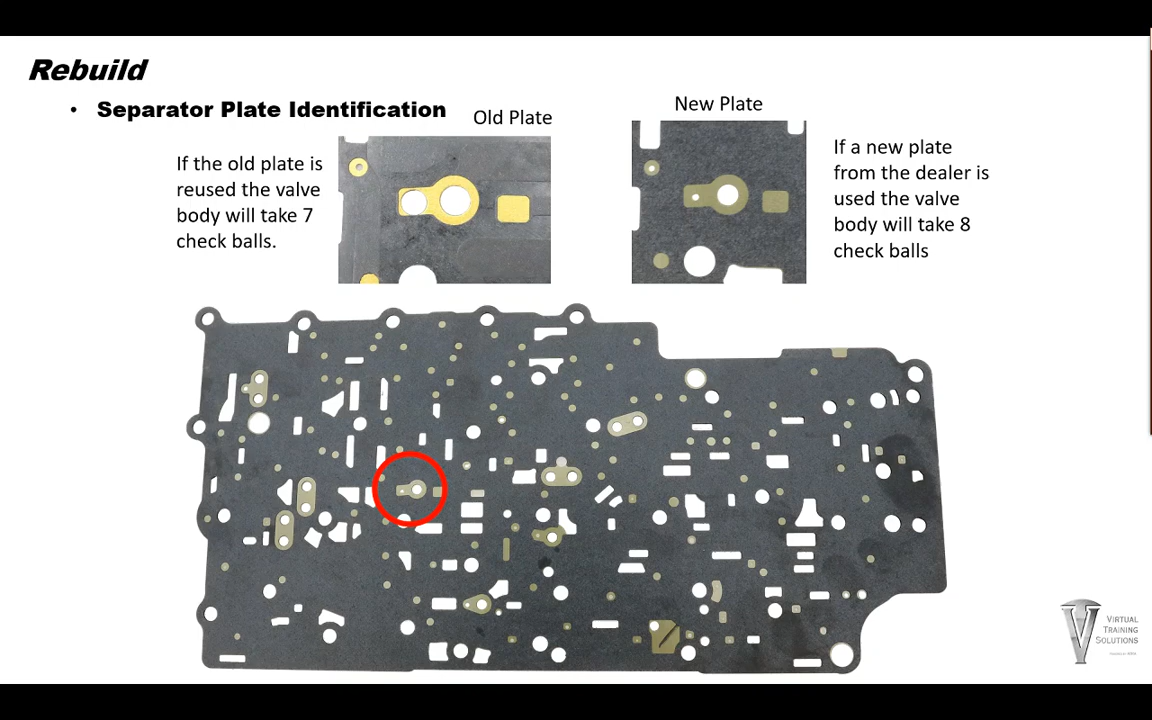 Rebuild
• Separator Plate Identification
Old Plate
New Plate
If the old plate is
reused the valve
body will take 7
check balls.
If a new plate
from the dealer is
used the valve
body will take 8
check balls
VIRTUAL
TRAINING
SOLUTIONS